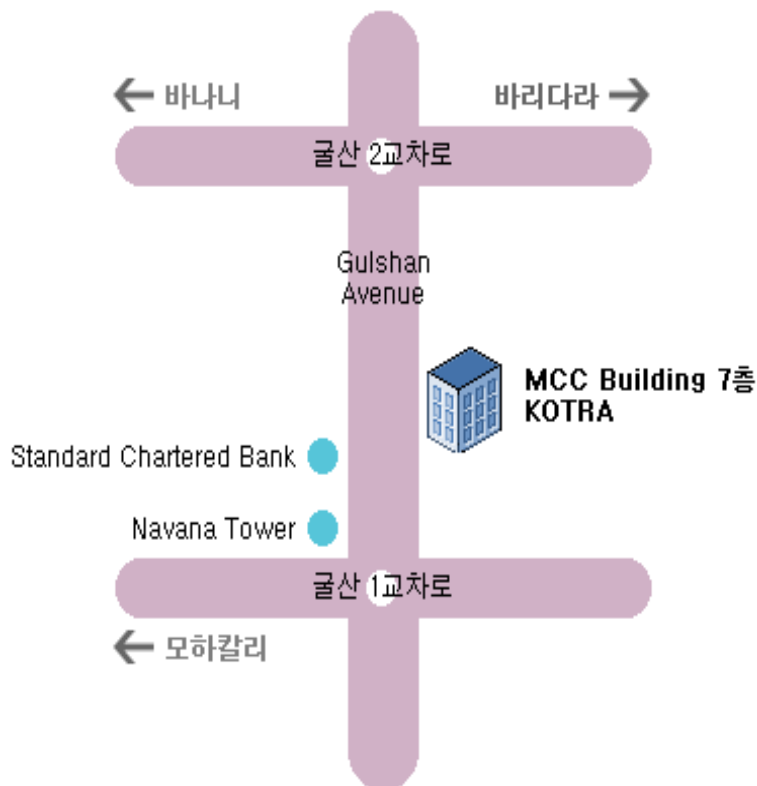 ← 바나니
바리다라 →
굴산 2교차로
Gulshan
Avenue
MCC Building 7층
KOTRA
Standard Chartered Bank
Navana Tower
굴산 1교차로
← 모하칼리